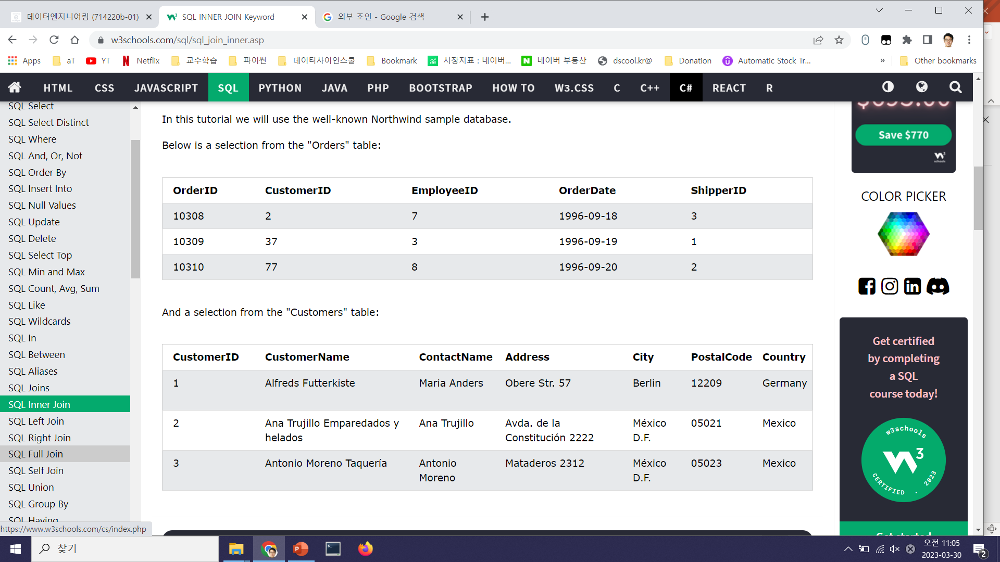 데이터엔지니어링 (714220b-01)
SQL INNER JOIN Keyword
외부 조인 - Google 검색
w3schools.com/sql/sql_join_inner.asp
Apps
aT
YT
Netflix
교수학습
파이썬
데이터사이언스쿨
Bookmark
시장지표 : 네이버...
네이버 부동산
dscool.kr@
Donation
Automatic Stock Tr...
»
Other bookmarks
HTML
CSS
JAVASCRIPT
SQL
PYTHON
JAVA
PHP
BOOTSTRAP
HOW TO
W3.CSS
C
C++
C#
REACT
R
SQL Select
SQL Select Distinct
SQL Where
SQL And, Or, Not
SQL Order By
SQL Insert Into
SQL Null Values
SQL Update
SQL Delete
SQL Select Top
SQL Min and Max
SQL Count, Avg, Sum
SQL Like
SQL Wildcards
SQL In
SQL Between
SQL Aliases
SQL Joins
SQL Inner Join
SQL Left Join
SQL Right Join
SQL Full Join
SQL Self Join
SQL Union
SQL Group By
SQL Having
https://www.w3schools.com/cs/index.php
In this tutorial we will use the well-known Northwind sample database.
Below is a selection from the "Orders" table:
OrderID CustomerID EmployeeID OrderDate ShipperID
10308 2 7 1996-09-18 3
10309 37 3 1996-09-19 1
10310 77 8 1996-09-20 2
And a selection from the "Customers" table:
CustomerID CustomerName ContactName Address City PostalCode Country
1 Alfreds Futterkiste Maria Anders Obere Str. 57 Berlin 12209 Germany
2 Ana Trujillo Emparedados y Ana Trujillo Avda. de la México 05021 Mexico
helados Constitución 2222 D.F.
3 Antonio Moreno Taquería Antonio Mataderos 2312 México 05023 Mexico
Moreno D.F.
Save $770
W3
schools
COLOR PICKER
Get certified
by completing
a SQL
course today!
w3schools
W3
CERTIFIED . 2023
Get started
찾기
오전 11:05
2023-03-30
2